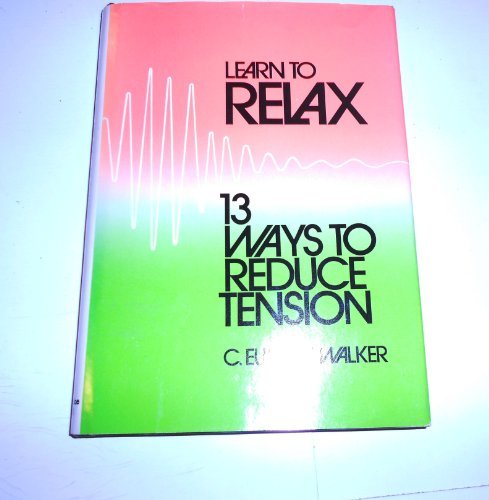 LEARN TO
RELAX
13
WAYS TO
REDUCE
TENSION
C. WALKER